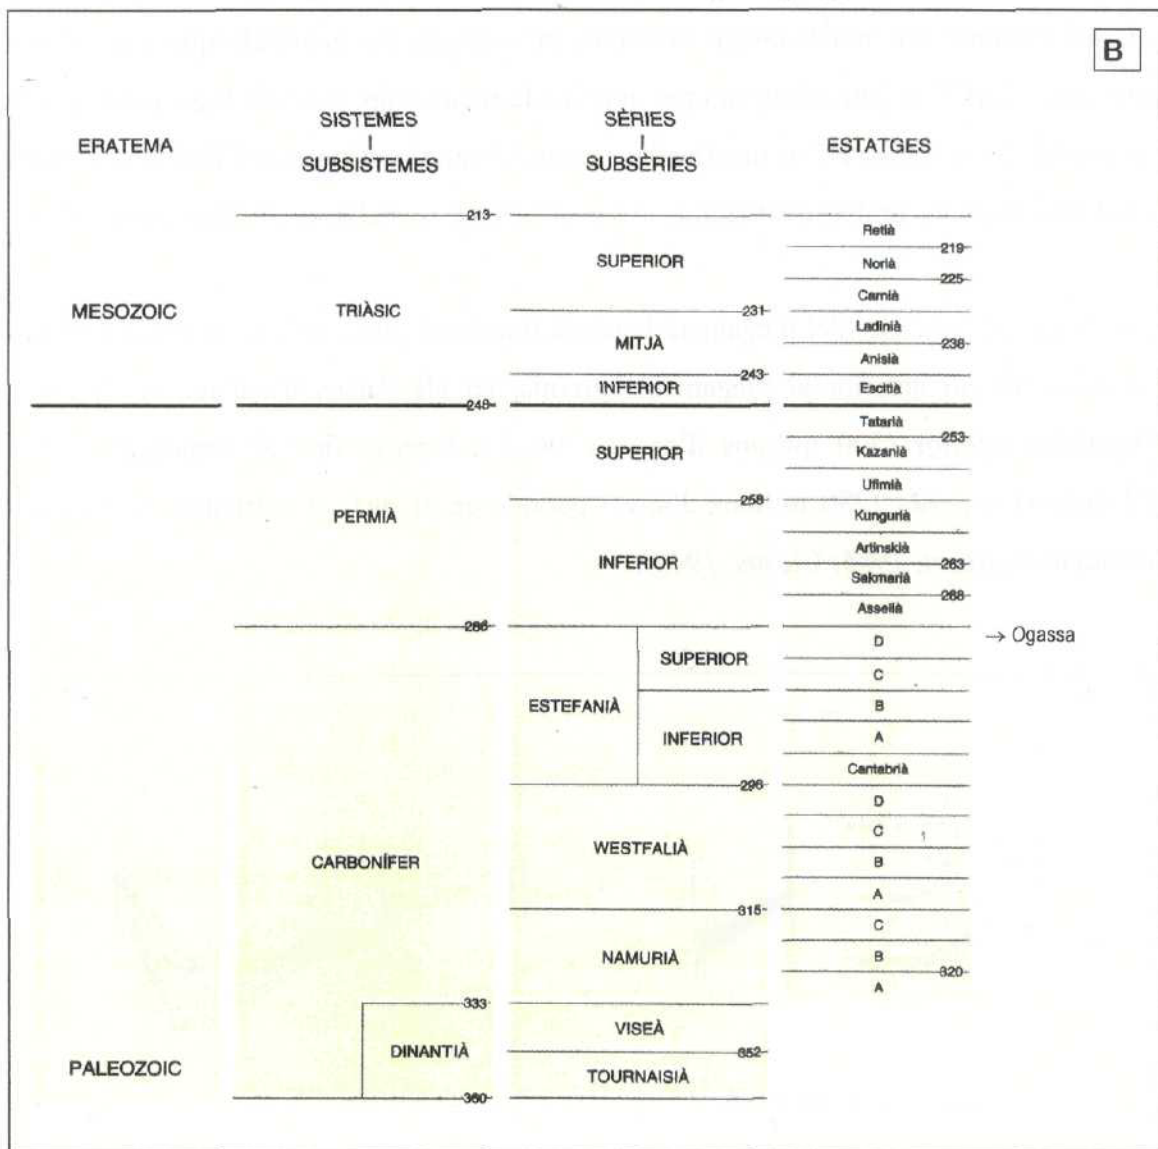 B
ERATEMA
SISTEMES
SUBSISTEMES
SÈRIES
SUBSÈRIES
ESTATGES
213
Retià
219
SUPERIOR
Norià
225
Carnià
MESOZOIC
TRIÀSIC
231
Ladinià
MITJÀ
238
Anisià
243
INFERIOR
Escitià
248
Tatarià
253
SUPERIOR
Kazanià
Ufimià
258
PERMIÀ
Kungurià
Artinskià
INFERIOR
263
Sakmarià
268
Asselià
286
D
→ Ogassa
SUPERIOR
C
ESTEFANIÀ
B
INFERIOR
A
Cantabrià
296
D
C
CARBONÍFER
WESTFALIÀ
B
A
315
C
NAMURIÀ
B
320
A
333
VISEÀ
DINANTIÀ
352
PALEOZOIC
TOURNAISIÀ
360